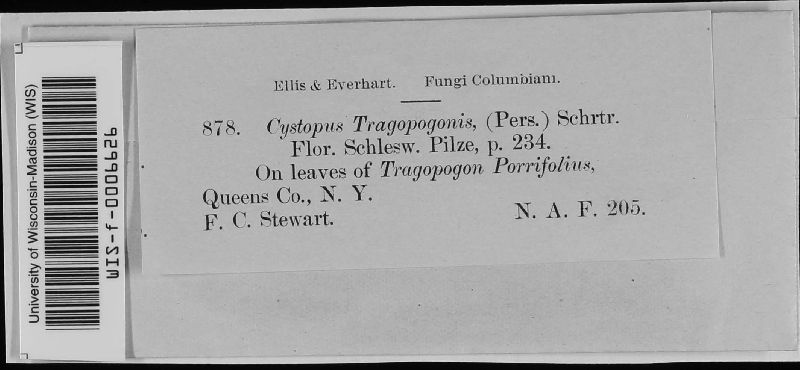 Ellis & Everhart. Fungi Columbiani.
878. Cystopus Tragopogonis, (Pers.) Schrtr.
Flor. Schlesw. Pilze, p. 234.
On leaves of Tragopogon Porrifolius,
Queens Co., N. Y.
F. C. Stewart. N. A. F. 205.
University of Wisconsin-Madison (WIS)
WIS-f-0006626